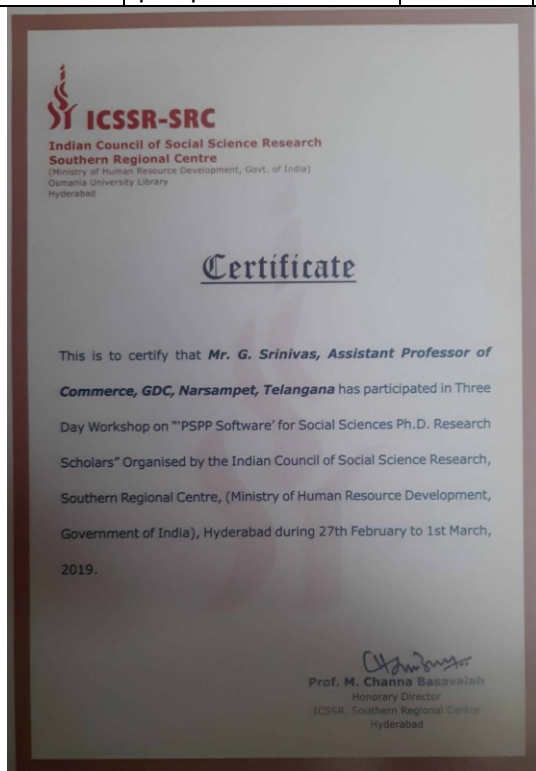 ICSSR-SRC
Indian Council of Social Science Research
Southern Regional Centre
(Ministry of Human Resource Development, Govt. of India)
Osmania University Library
Hyderabad
Certificate
This is to certify that Mr. G. Srinivas, Assistant Professor of
Commerce, GDC, Narsampet, Telangana has participated in Three
Day Workshop on "'PSPP Software' for Social Sciences Ph.D. Research
Scholars" Organised by the Indian Council of Social Science Research,
Southern Regional Centre, (Ministry of Human Resource Development,
Government of India), Hyderabad during 27th February to 1st March,
2019.
Prof. M. Channa Basavaiah
Honorary Director
ICSSR, Southern Regional Centre
Hyderabad